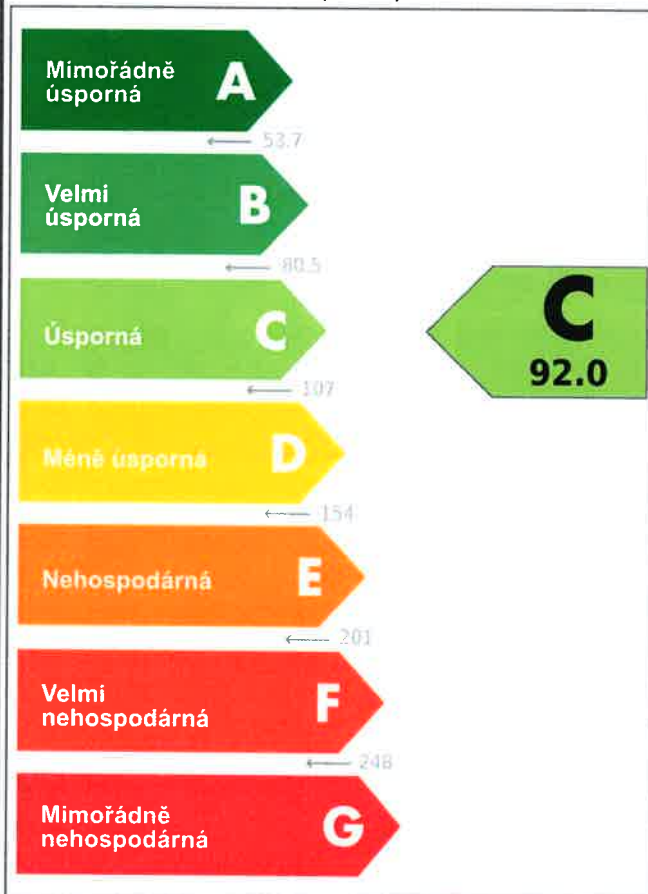 Mimořádně
úsporná
A
← 53.7
Velmi
úsporná
B
← 80.5
Úsporná
C
C
92.0
← 107
Méně úsporná
D
← 154
Nehospodárná
E
← 201
Velmi
nehospodárná
F
← 248
Mimořádně
nehospodárná
G